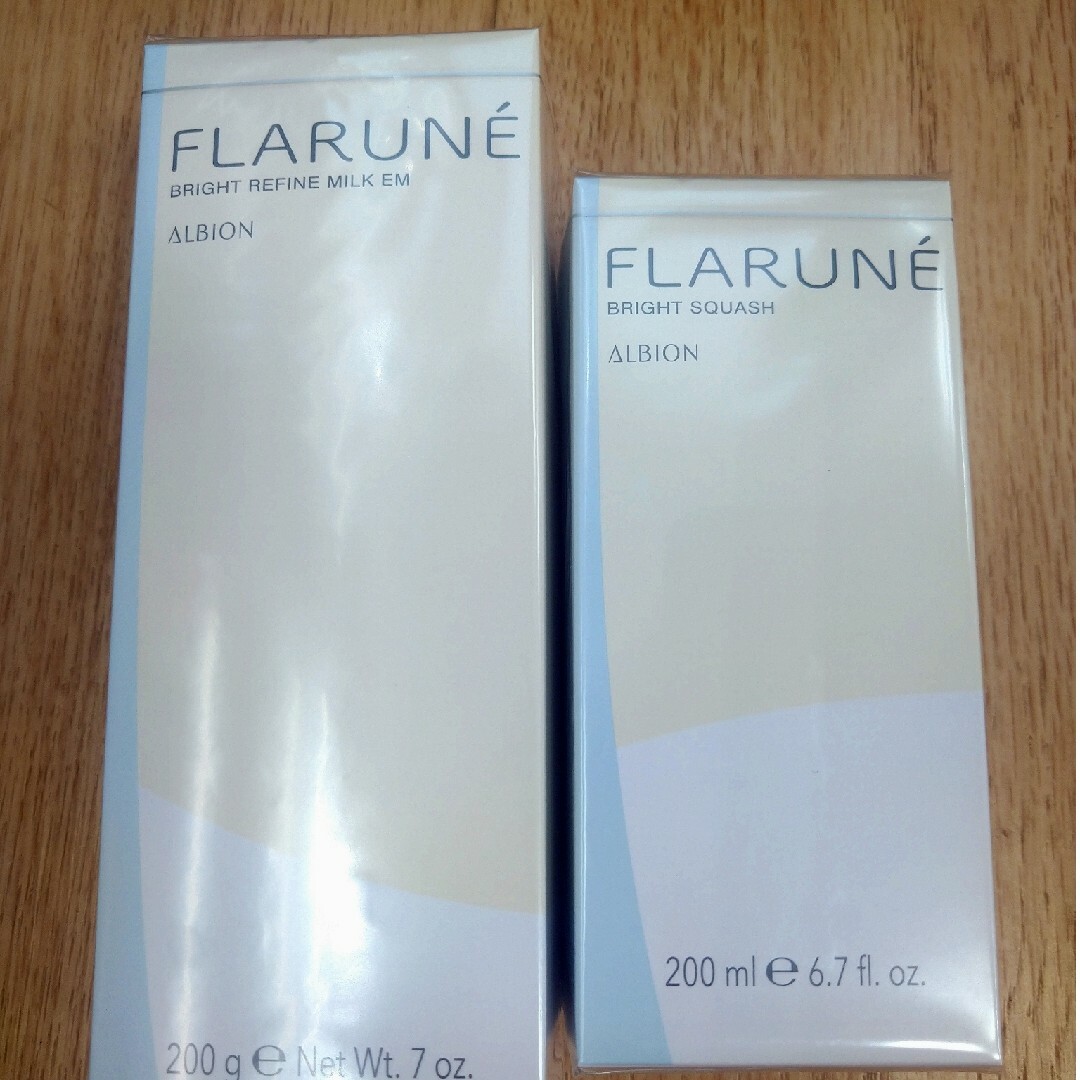 FLARUNÉ
BRIGHT REFINE MILK EM
ALBION
200 g ℮ Net Wt. 7 oz.
FLARUNÉ
BRIGHT SQUASH
ALBION
200 ml ℮ 6.7 fl. oz.